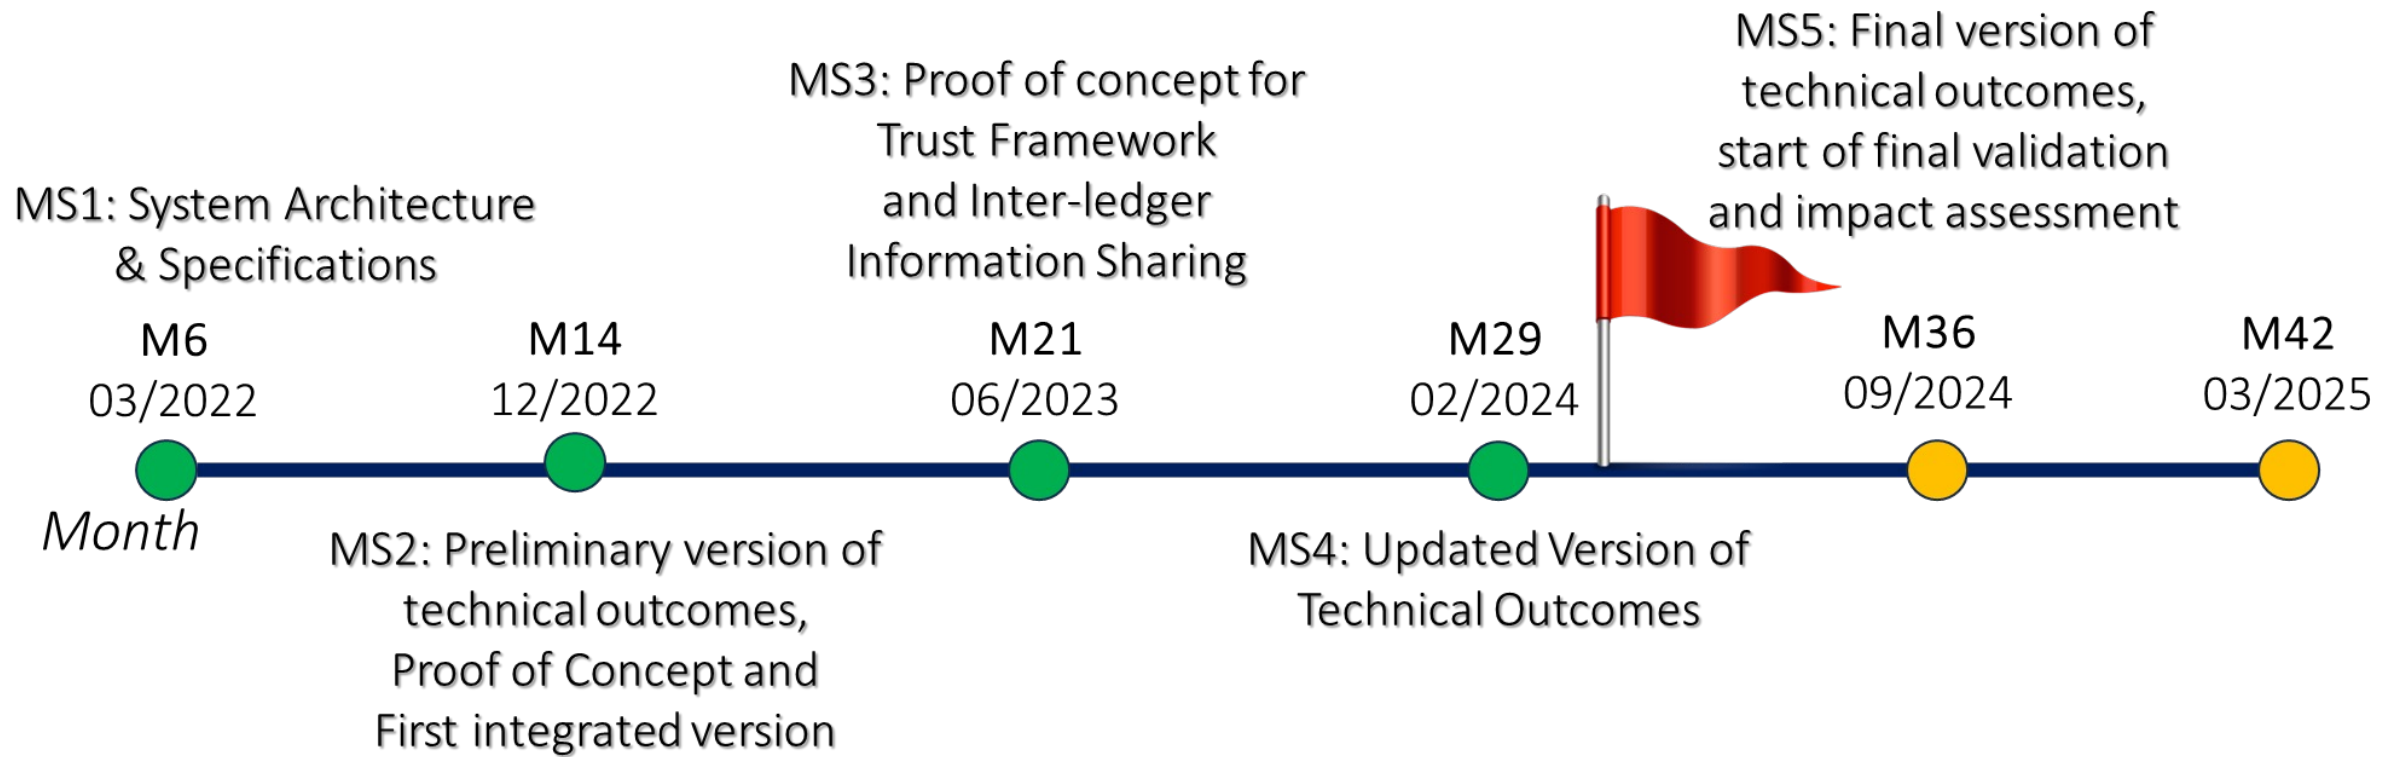 MS1: System Architecture
& Specifications
M6
03/2022
Month
M14
12/2022
MS2: Preliminary version of
technical outcomes,
Proof of Concept and
First integrated version
MS3: Proof of concept for
Trust Framework
and Inter-ledger
Information Sharing
M21
06/2023
M29
02/2024
MS4: Updated Version of
Technical Outcomes
MS5: Final version of
technical outcomes,
start of final validation
and impact assessment
M36
09/2024
M42
03/2025